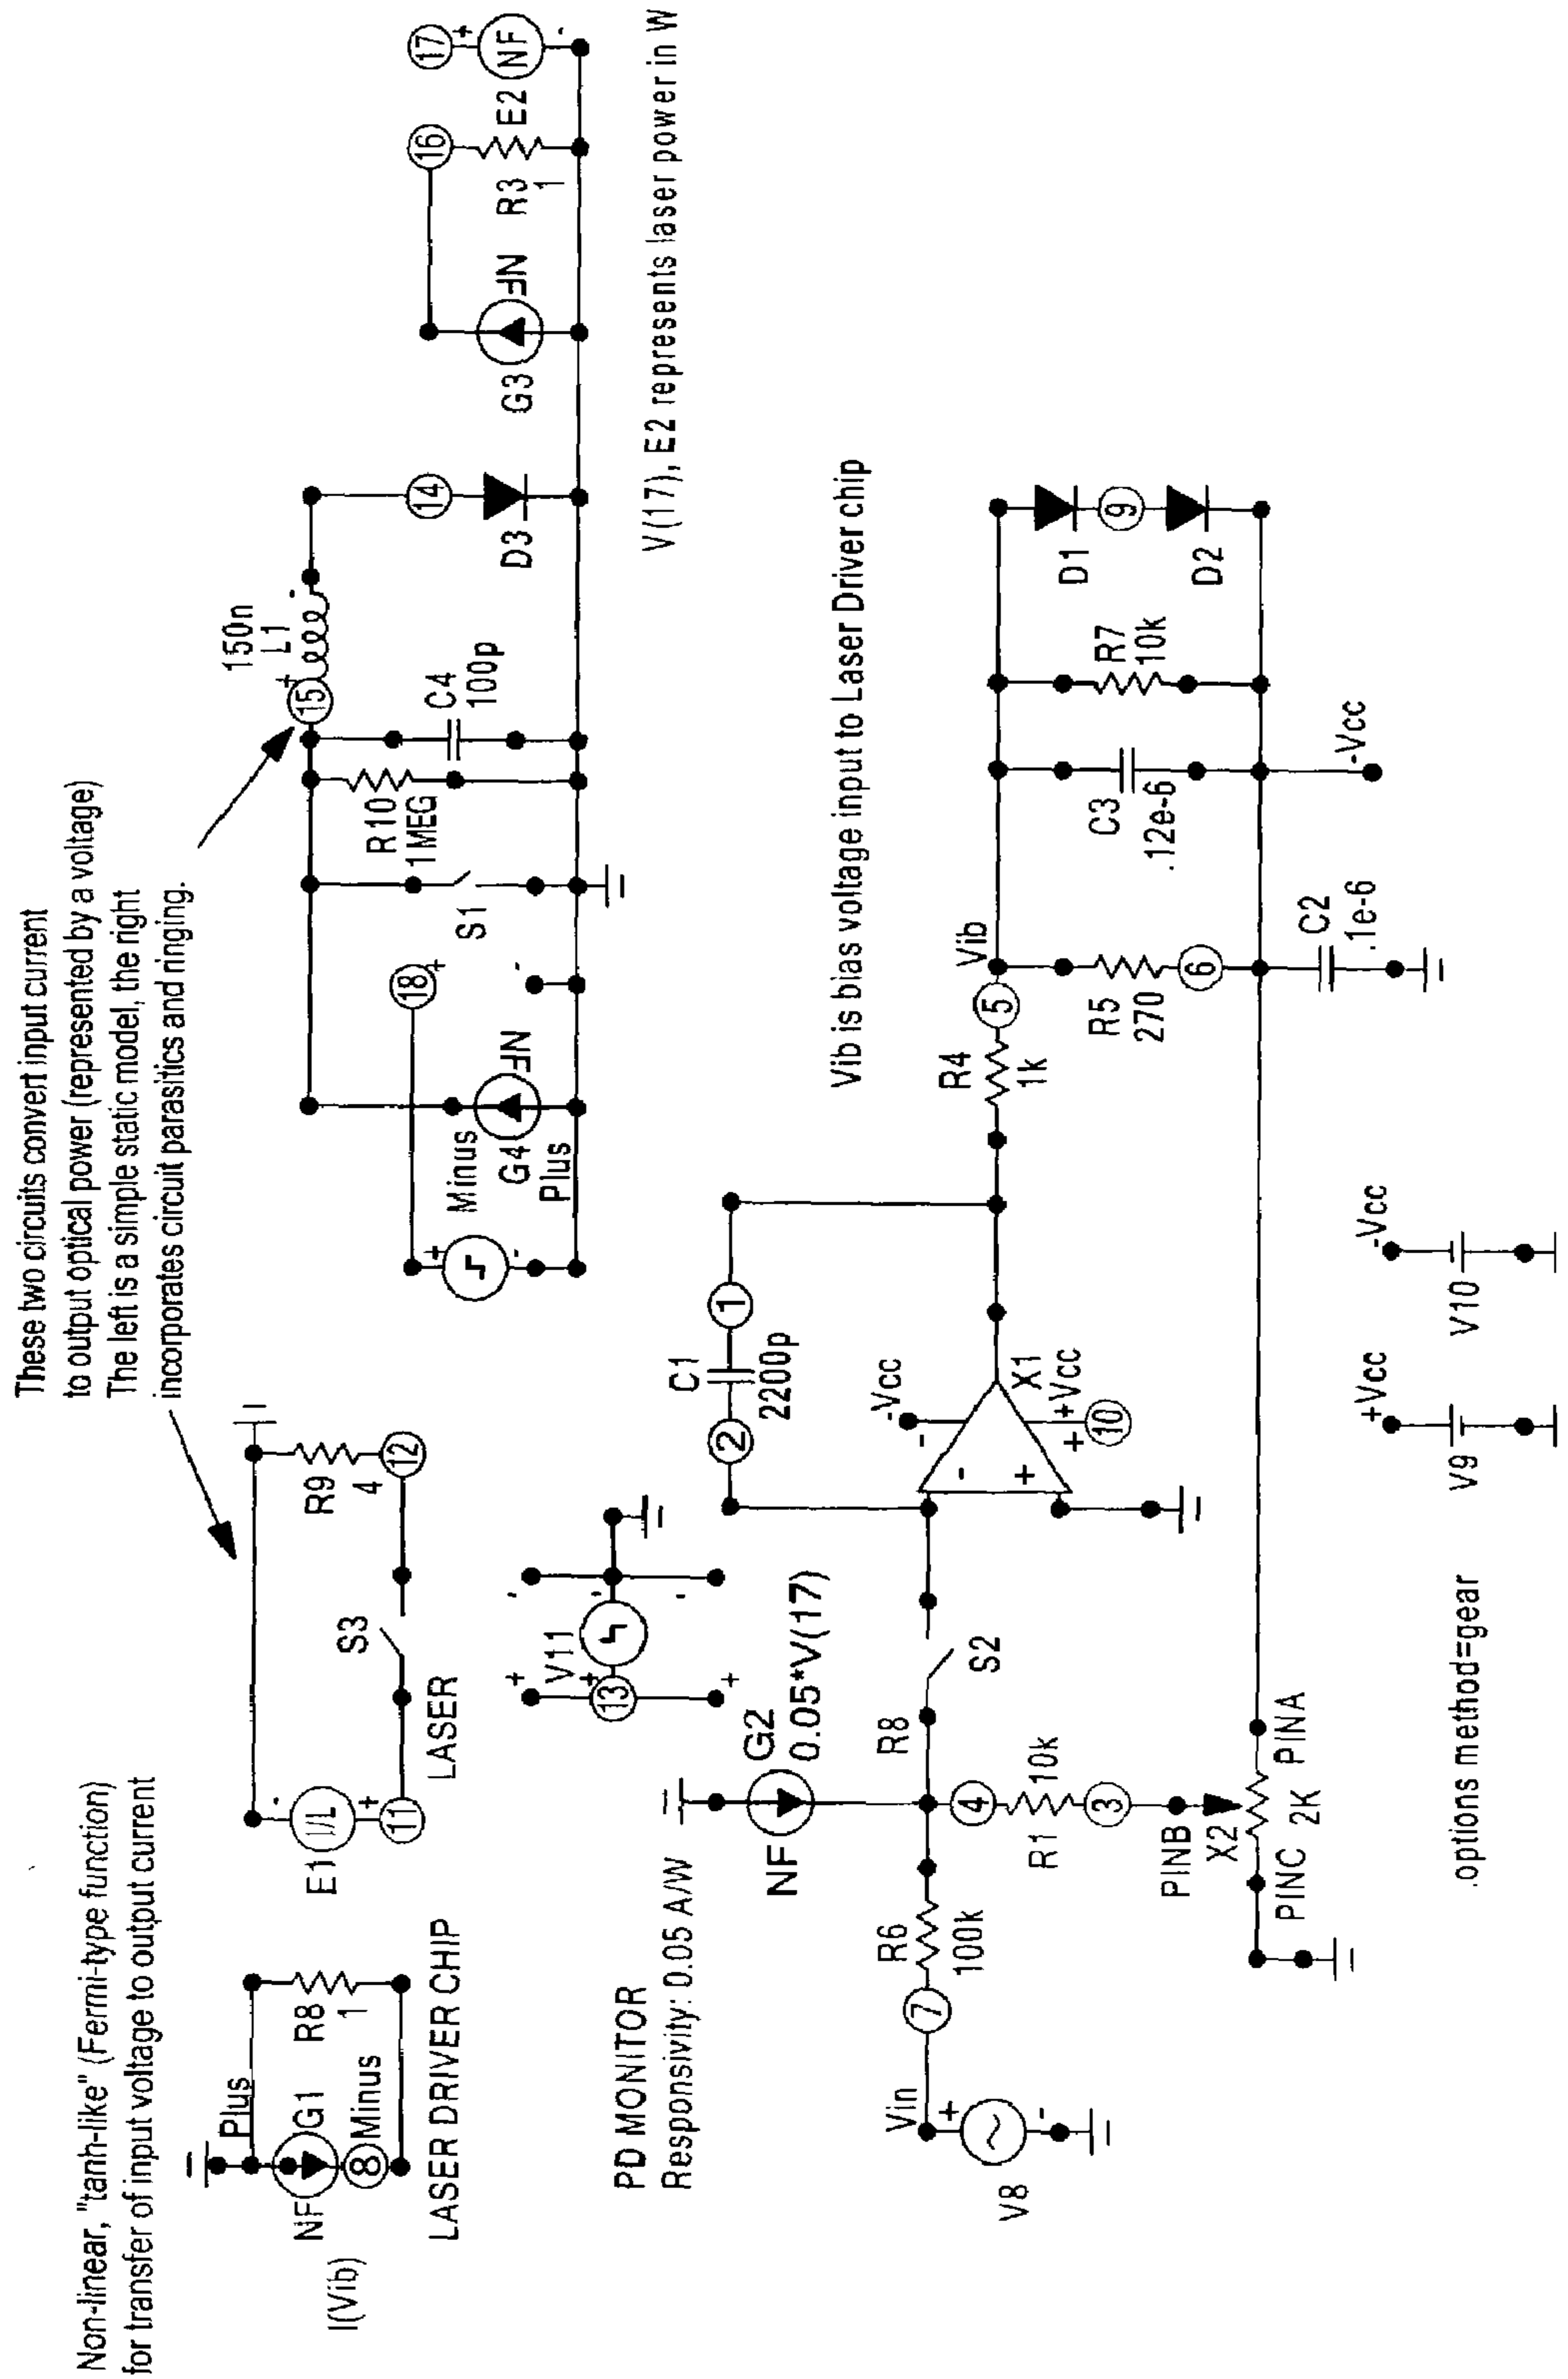 Non-linear, "tanh-like" (Fermi-type function)
for transfer of input voltage to output current
These two circuits convert input current
to output optical power (represented by a voltage)
The left is a simple static model, the right
incorporates circuit parasitics and ringing.
I(Vib)
NF
G1
Plus
8
Minus
R8
1
LASER DRIVER CHIP
E1
I/L
-
+
11
S3
LASER
R9
4
12
+
-
Minus
G4
Plus
NF
18
+
-
S1
R10
1MEG
C4
100p
15
+
150n
L1
-
14
D3
G3
NF
16
R3
1
E2
17
+
NF
-
V(17), E2 represents laser power in W
V11
13
+
+
+
-
-
-
PD MONITOR
Responsivity: 0.05 A/W
NF
G2
0.05*V(17)
Vin
V8
+
-
7
R6
100k
4
R1
10k
3
R8
S2
PINB
X2
PINC
2K
PINA
C1
2200p
2
1
-Vcc
-
-
+
X1
+Vcc
+
10
R4
1k
5
Vib
Vib is bias voltage input to Laser Driver chip
R5
270
6
C2
.1e-6
C3
.12e-6
R7
10k
-Vcc
D1
9
D2
+Vcc
V9
-Vcc
V10
.options method=gear